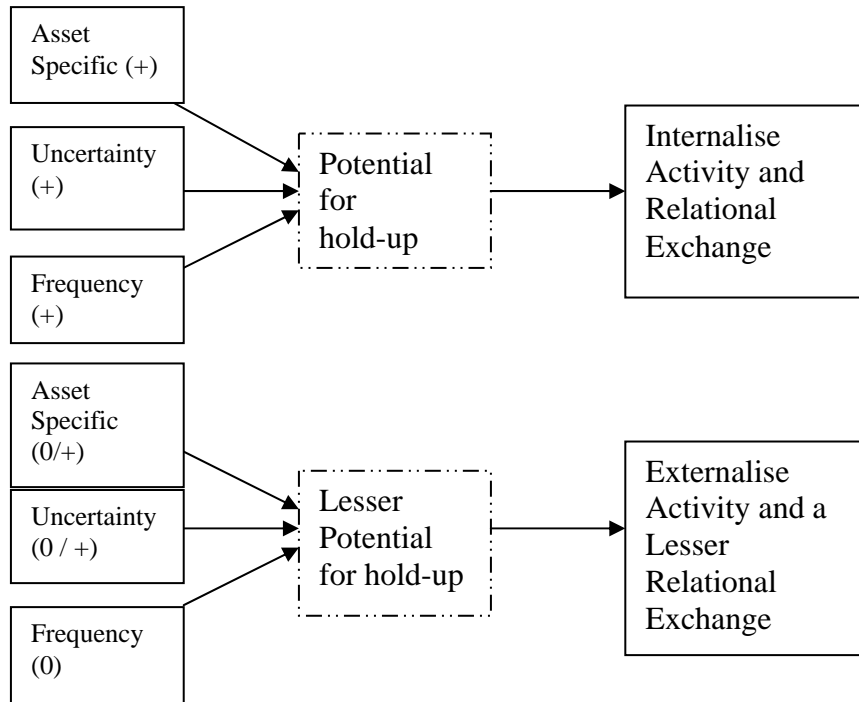 Asset
Specific (+)
Uncertainty
(+)
Frequency
(+)
Potential
for
hold-up
Internalise
Activity and
Relational
Exchange
Asset
Specific
(0/+)
Uncertainty
(0 / +)
Frequency
(0)
Lesser
Potential
for hold-up
Externalise
Activity and a
Lesser
Relational
Exchange